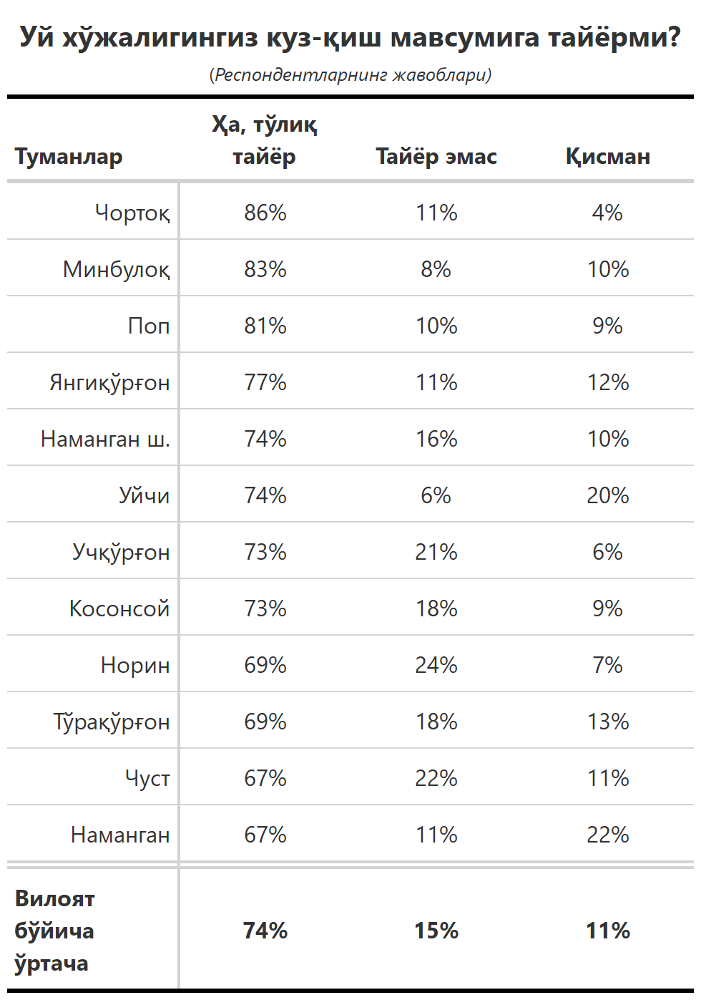 Уй хўжалигингиз куз-қиш мавсумига тайёрми?
(Респондентларнинг жавоблари)
Туманлар Ҳа, тўлиқ тайёр Тайёр эмас Қисман
Чортоқ 86% 11% 4%
Минбулоқ 83% 8% 10%
Поп 81% 10% 9%
Янгиқўрғон 77% 11% 12%
Наманган ш. 74% 16% 10%
Уйчи 74% 6% 20%
Учқўрғон 73% 21% 6%
Косонсой 73% 18% 9%
Норин 69% 24% 7%
Тўрақўрғон 69% 18% 13%
Чуст 67% 22% 11%
Наманган 67% 11% 22%
Вилоят
бўйича 74% 15% 11%
ўртача